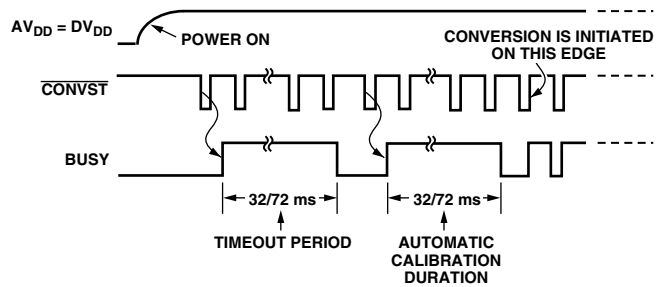 AVDD = DVDD
POWER ON
CONVERSION IS INITIATED
ON THIS EDGE
CONVST
BUSY
32/72 ms
32/72 ms
TIMEOUT PERIOD
AUTOMATIC
CALIBRATION
DURATION